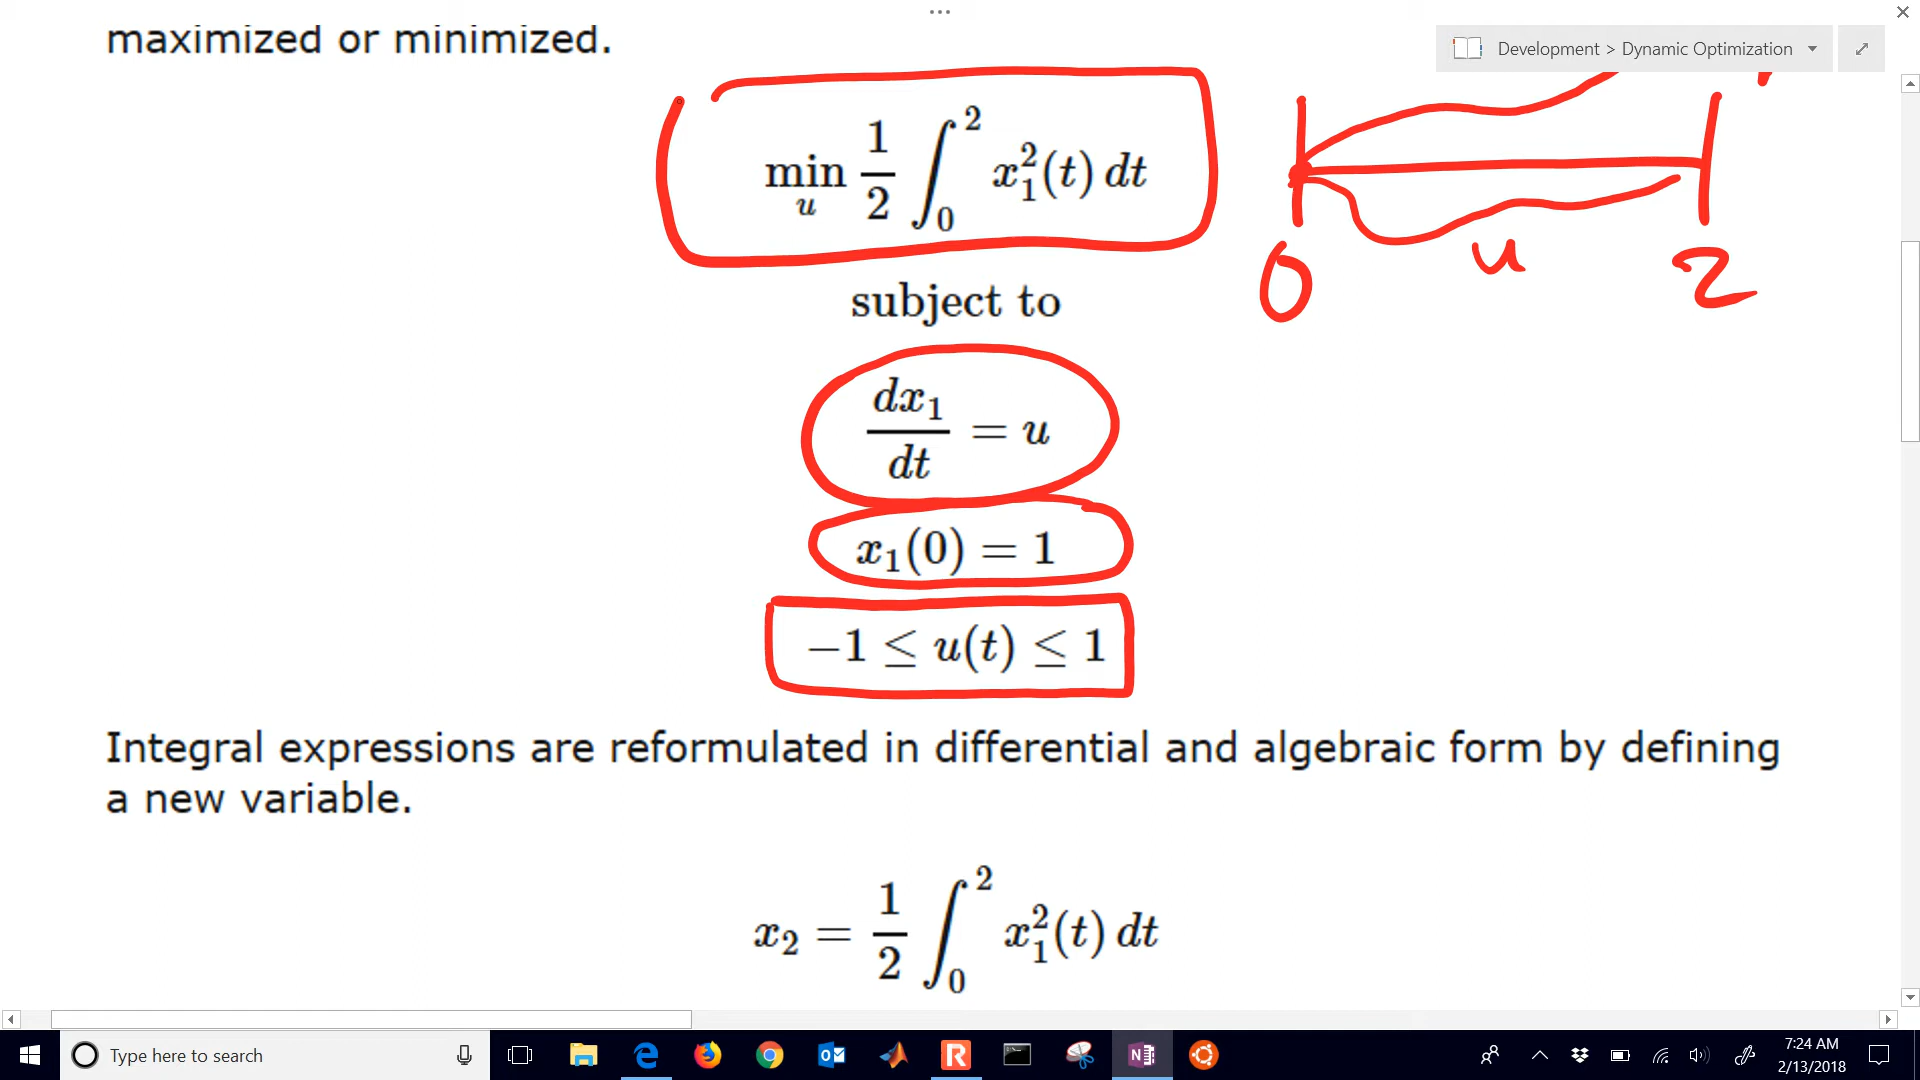 maximized or minimized.
Development > Dynamic Optimization
min_u 1/2 ∫_0^2 x_1^2(t) dt
0 u 2
subject to
dx_1/dt = u
x_1(0) = 1
−1 ≤ u(t) ≤ 1
Integral expressions are reformulated in differential and algebraic form by defining
a new variable.
x_2 = 1/2 ∫_0^2 x_1^2(t) dt
Type here to search
7:24 AM
2/13/2018